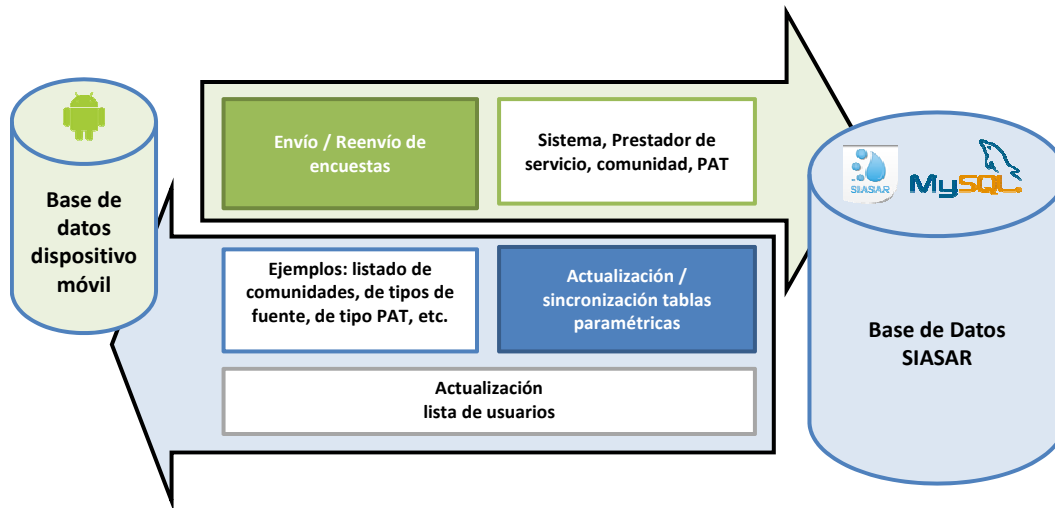 Base de
datos
dispositivo
móvil
Envío / Reenvío de
encuestas
Sistema, Prestador de
servicio, comunidad, PAT
Ejemplos: listado de
comunidades, de tipos de
fuente, de tipo PAT, etc.
Actualización /
sincronización tablas
paramétricas
Actualización
lista de usuarios
SIASAR
MySQL
Base de Datos
SIASAR